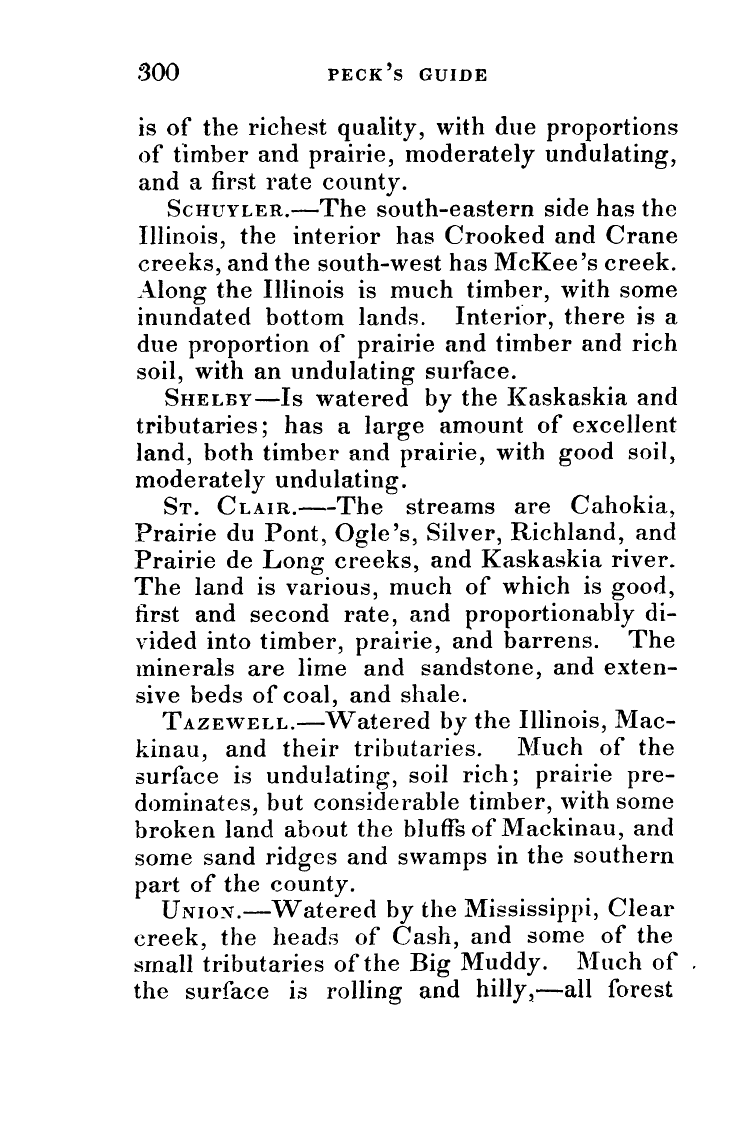 300 PECK'S GUIDE
is of the richest quality, with due proportions
of timber and prairie, moderately undulating,
and a first rate county.
SCHUYLER.—The south-eastern side has the
Illinois, the interior has Crooked and Crane
creeks, and the south-west has McKee's creek.
Along the Illinois is much timber, with some
inundated bottom lands. Interior, there is a
due proportion of prairie and timber and rich
soil, with an undulating surface.
SHELBY—Is watered by the Kaskaskia and
tributaries; has a large amount of excellent
land, both timber and prairie, with good soil,
moderately undulating.
ST. CLAIR.—-The streams are Cahokia,
Prairie du Pont, Ogle's, Silver, Richland, and
Prairie de Long creeks, and Kaskaskia river.
The land is various, much of which is good,
first and second rate, and proportionably di-
vided into timber, prairie, and barrens. The
minerals are lime and sandstone, and exten-
sive beds of coal, and shale.
TAZEWELL.—Watered by the Illinois, Mac-
kinau, and their tributaries. Much of the
surface is undulating, soil rich; prairie pre-
dominates, but considerable timber, with some
broken land about the bluffs of Mackinau, and
some sand ridges and swamps in the southern
part of the county.
UNION.—Watered by the Mississippi, Clear
creek, the heads of Cash, and some of the
small tributaries of the Big Muddy. Much of
the surface is rolling and hilly,—all forest